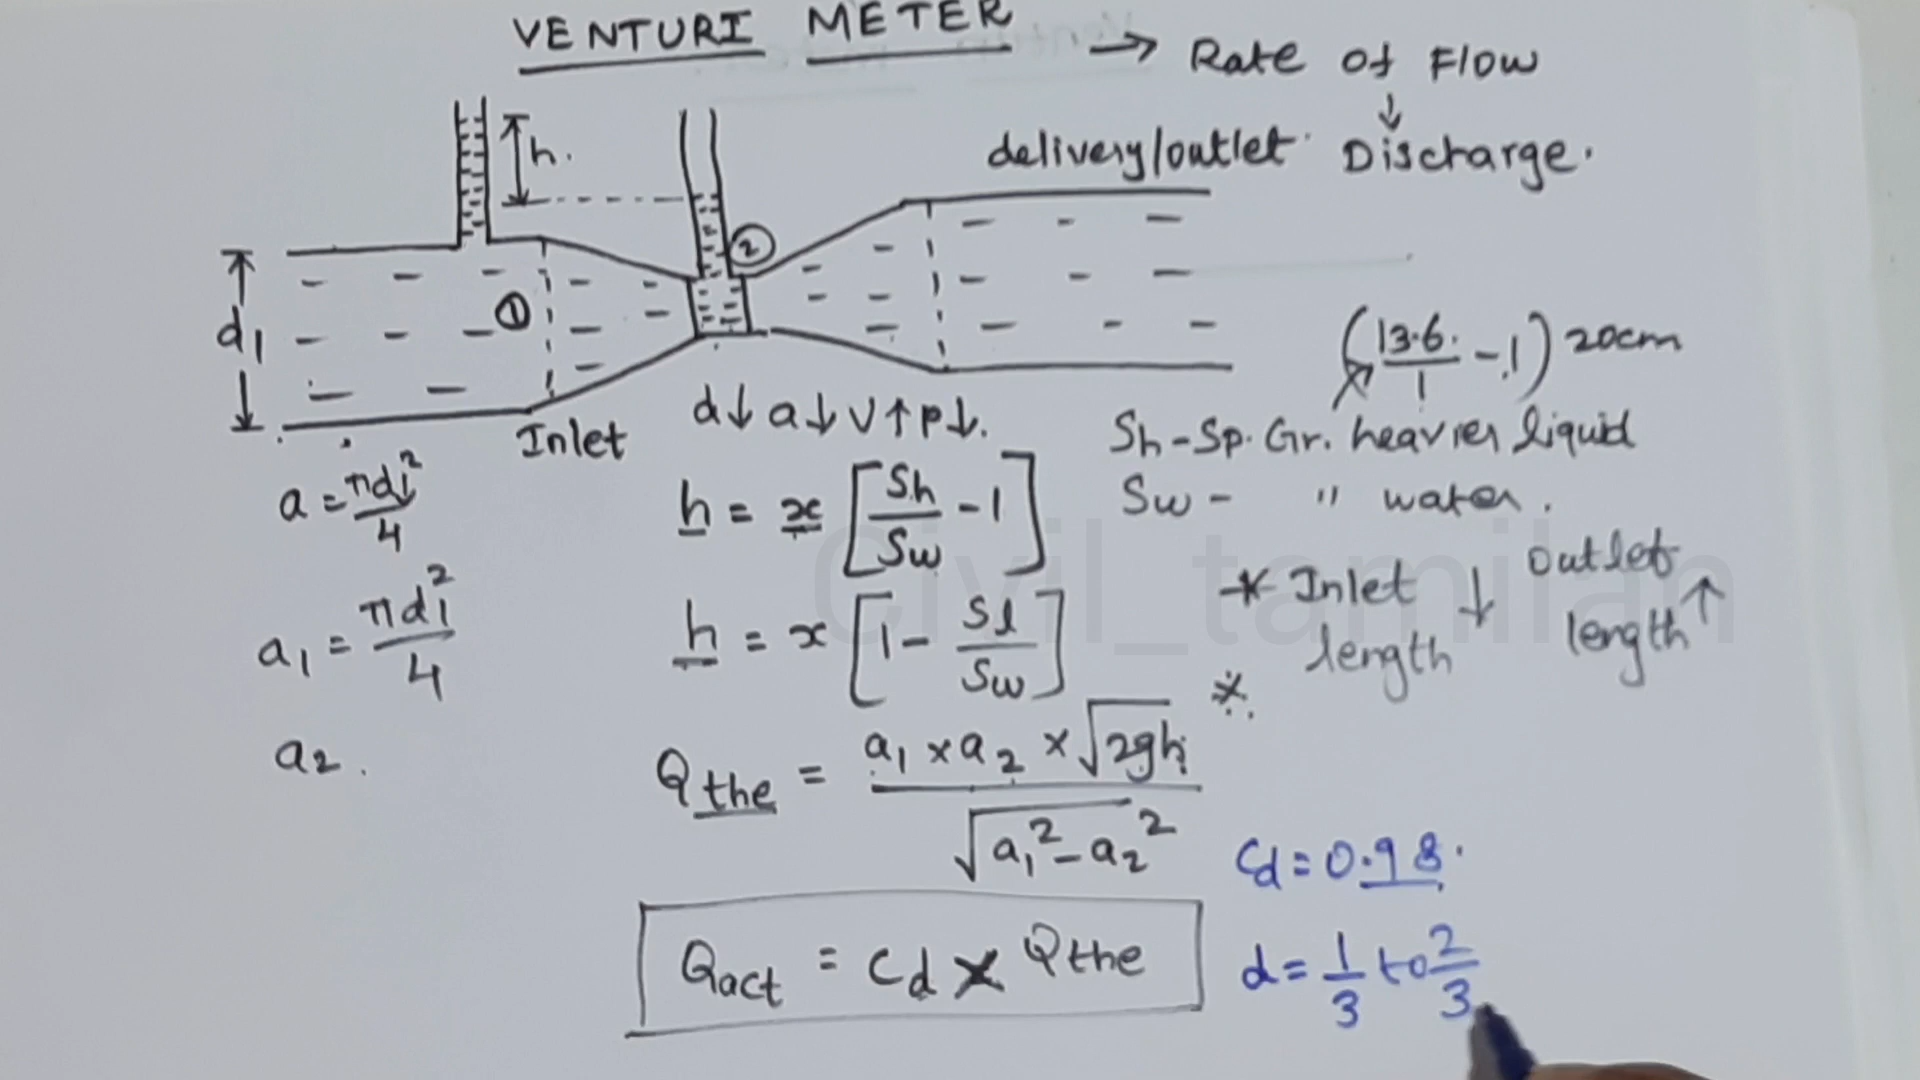 VENTURI METER → Rate of Flow
↓
delivery/outlet Discharge.
h.
②
①
d1
(13.6/1 - 1) 20cm
Inlet
d↓ a↓ V↑ P↓.
Sh - Sp. Gr. heavier liquid
Sw - " water.
a = πd1²/4
h = x [Sh/Sw - 1]
* Inlet length ↓ outlet length ↑
a1 = πd1²/4
h = x [1 - Sl/Sw]
*
a2.
Qthe = a1 × a2 × √2gh / √a1² - a2²
Cd = 0.98.
Qact = Cd × Qthe
d = 1/3 to 2/3
Civil_tamilan